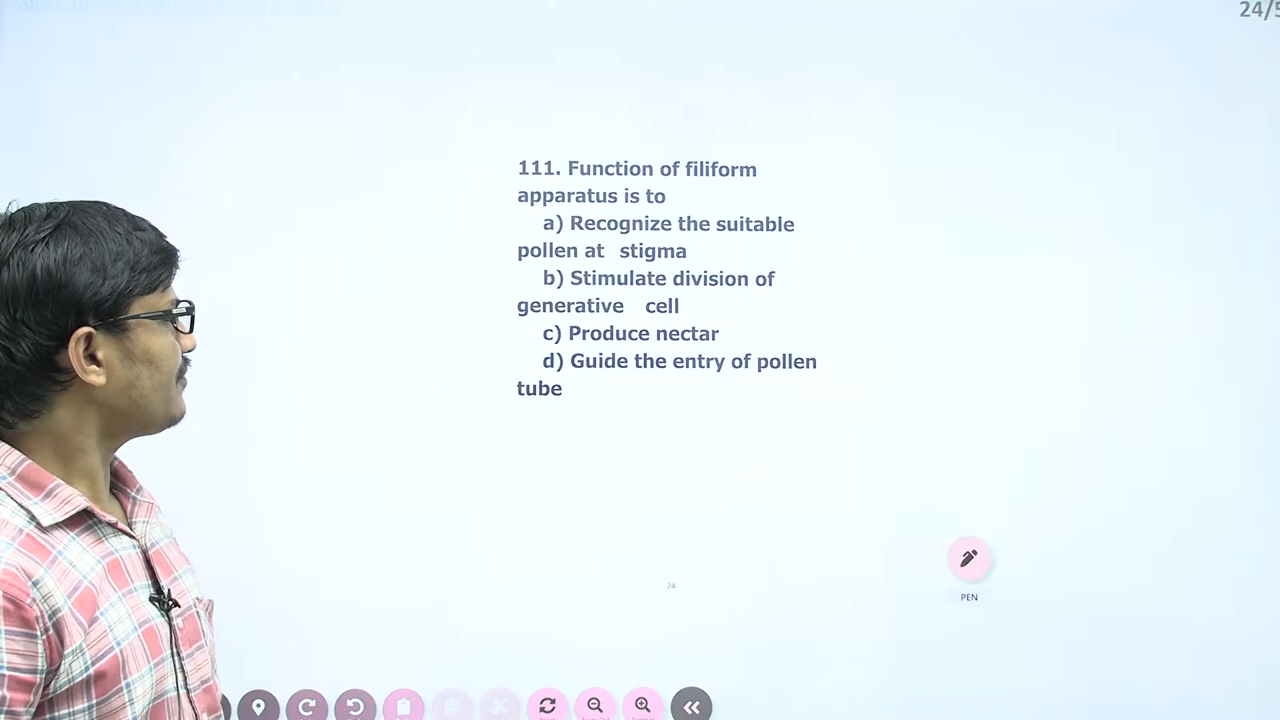 24/5
111. Function of filiform
apparatus is to
a) Recognize the suitable
pollen at stigma
b) Stimulate division of
generative cell
c) Produce nectar
d) Guide the entry of pollen
tube
24
PEN